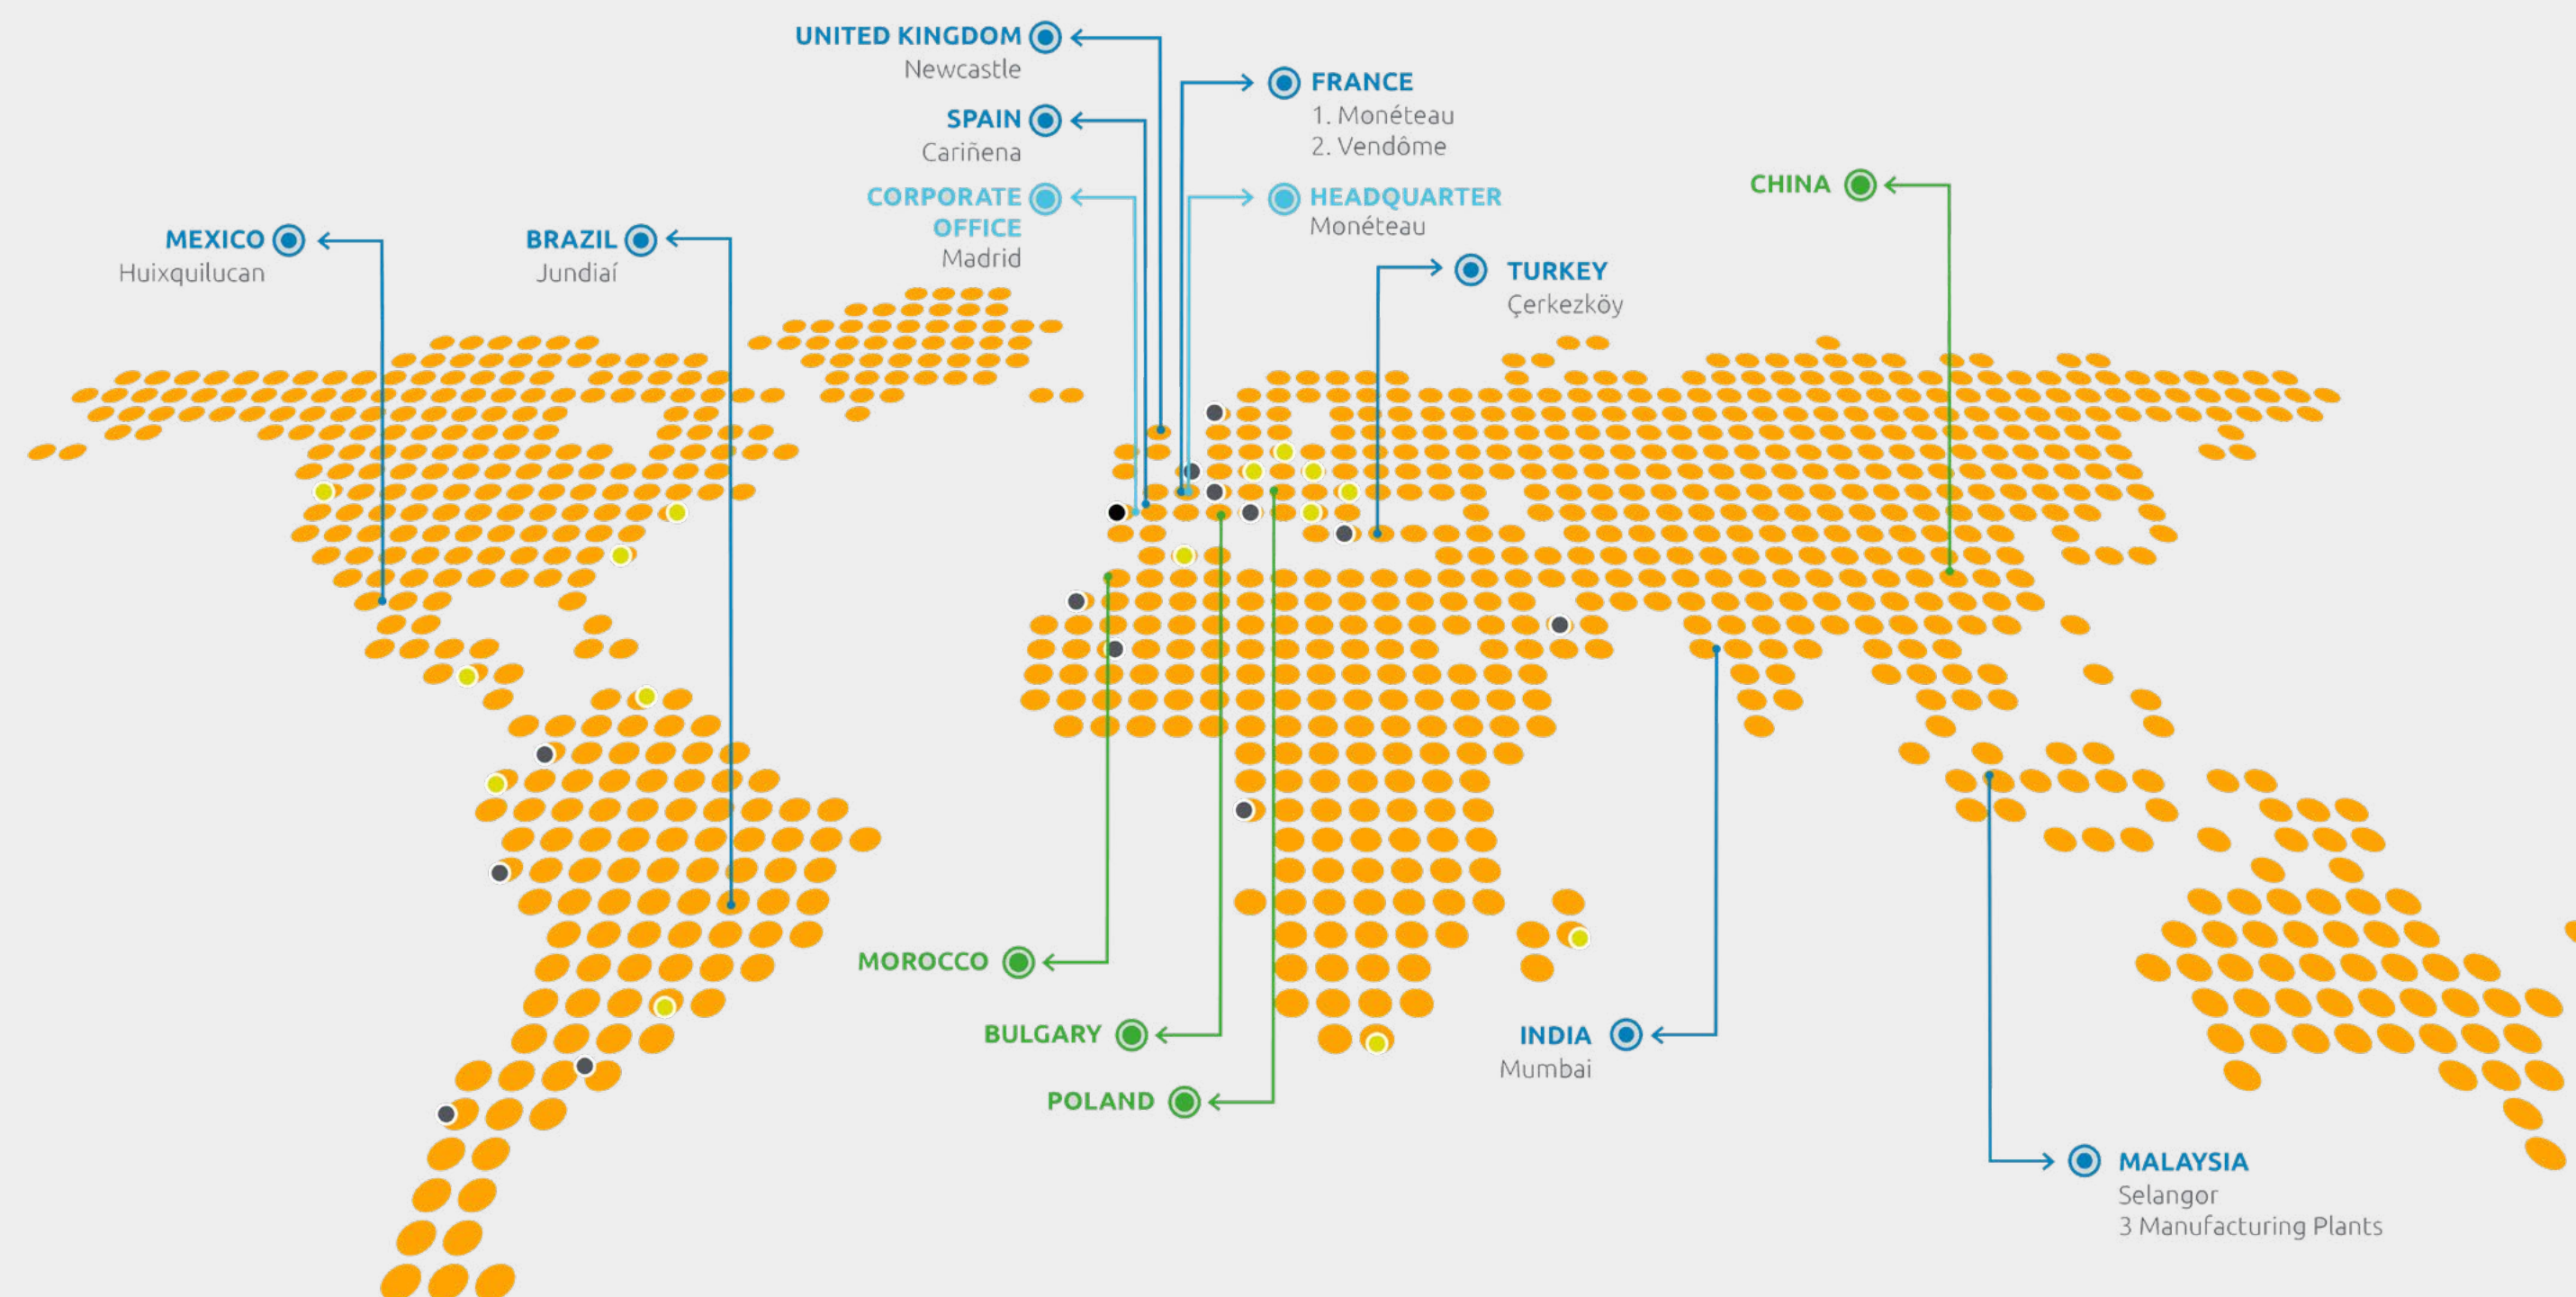 UNITED KINGDOM
Newcastle
FRANCE
1. Monéteau
2. Vendôme
SPAIN
Cariñena
CORPORATE
OFFICE
Madrid
HEADQUARTER
Monéteau
CHINA
MEXICO
Huixquilucan
BRAZIL
Jundiaí
TURKEY
Çerkezköy
MOROCCO
BULGARY
POLAND
INDIA
Mumbai
MALAYSIA
Selangor
3 Manufacturing Plants